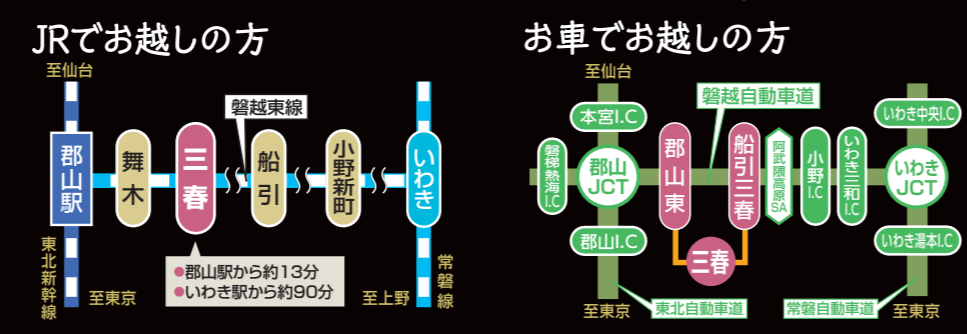 JRでお越しの方
至仙台
磐越東線
郡山駅
舞木
三春
船引
小野新町
いわき
東北新幹線
至東京
●郡山駅から約13分
●いわき駅から約90分
至上野
常磐線
お車でお越しの方
至仙台
磐越自動車道
本宮I.C
いわき中央I.C
磐梯熱海I.C
郡山JCT
郡山東
船引三春
阿武隈高原SA
小野I.C
いわき三和I.C
いわきJCT
郡山I.C
三春
いわき湯本I.C
至東京
東北自動車道
常磐自動車道
至東京